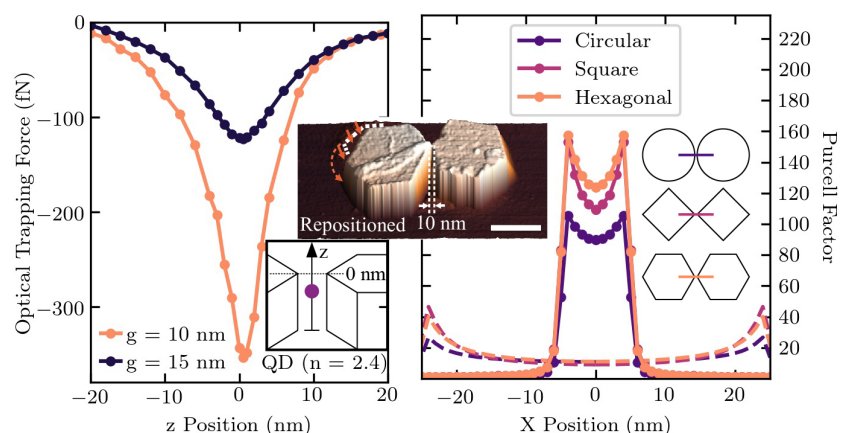 0
−100
−200
−300
Optical Trapping Force (fN)
g = 10 nm
g = 15 nm
z
0 nm
QD (n = 2.4)
−20
−10
0
10
20
z Position (nm)
Repositioned
10 nm
Circular
Square
Hexagonal
220
200
180
160
140
120
100
80
60
40
20
Purcell Factor
−20
−10
0
10
20
X Position (nm)